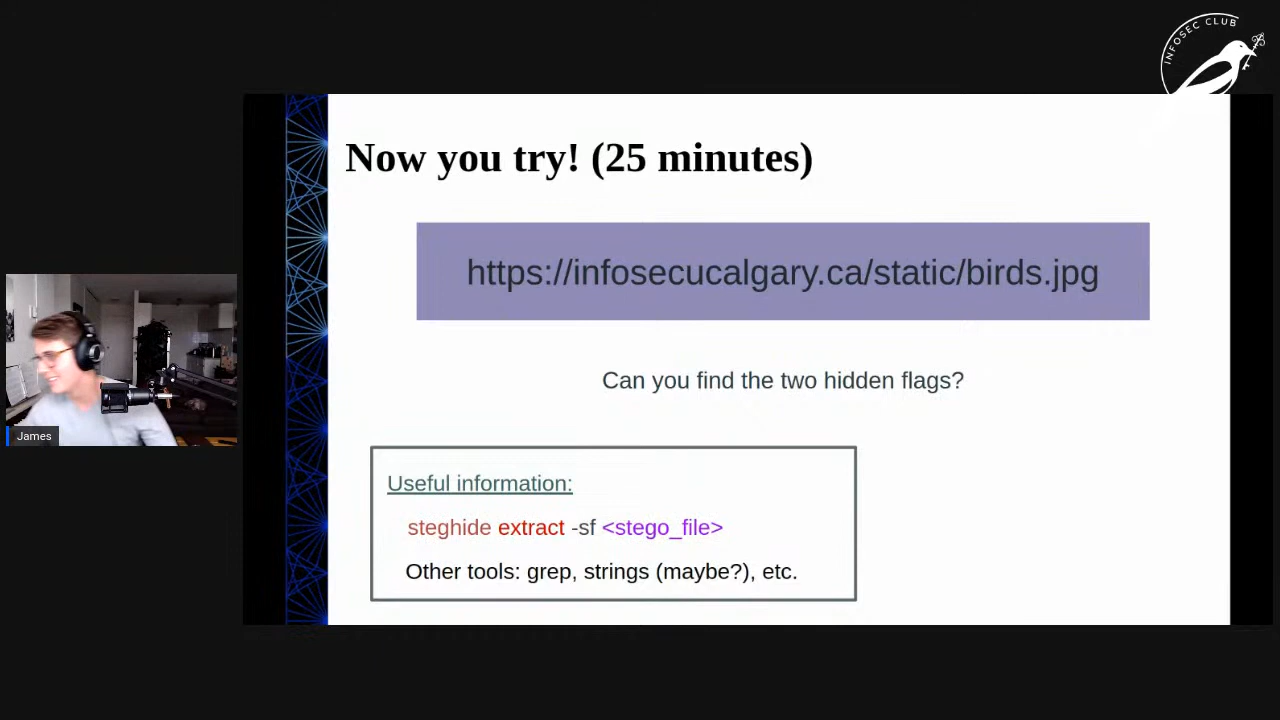 INFOSEC CLUB
Now you try! (25 minutes)
https://infosecucalgary.ca/static/birds.jpg
Can you find the two hidden flags?
James
Useful information:
steghide extract -sf <stego_file>
Other tools: grep, strings (maybe?), etc.